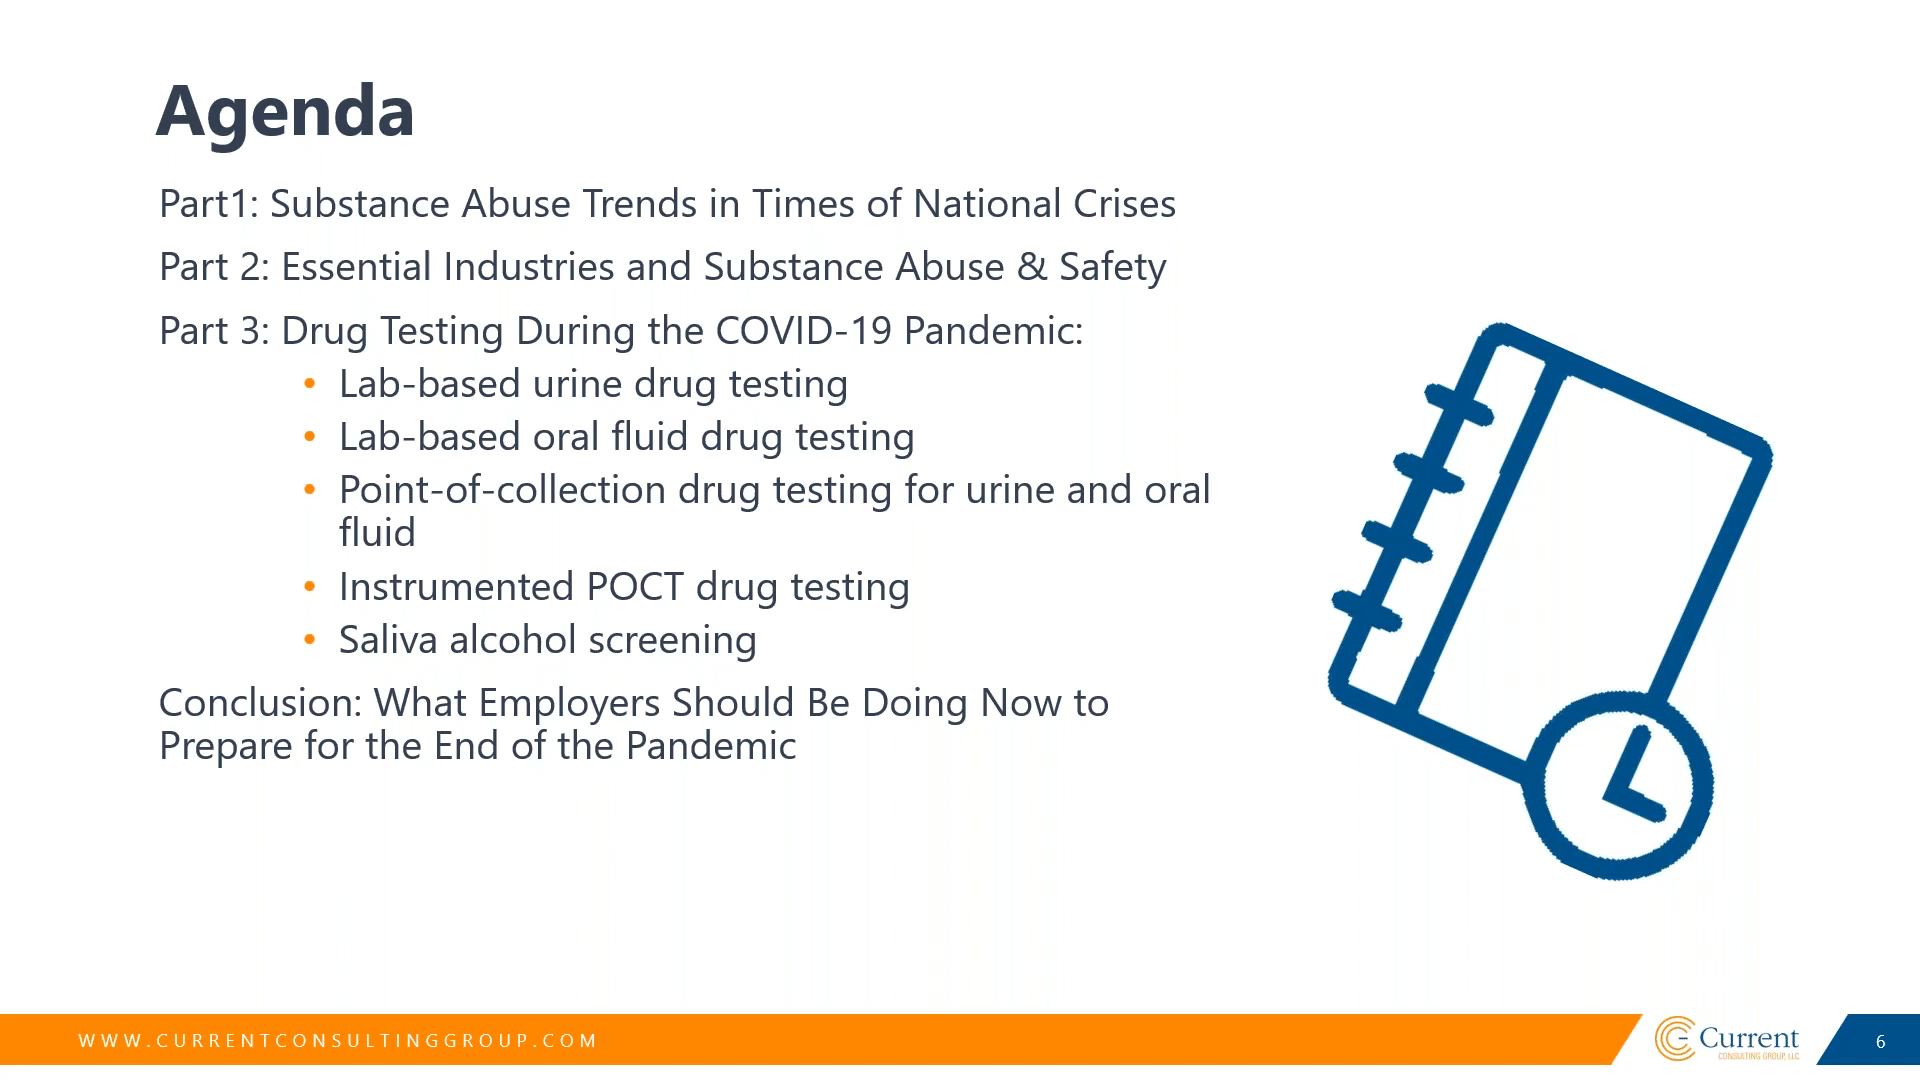 Agenda
Part1: Substance Abuse Trends in Times of National Crises
Part 2: Essential Industries and Substance Abuse & Safety
Part 3: Drug Testing During the COVID-19 Pandemic:
• Lab-based urine drug testing
• Lab-based oral fluid drug testing
• Point-of-collection drug testing for urine and oral
fluid
• Instrumented POCT drug testing
• Saliva alcohol screening
Conclusion: What Employers Should Be Doing Now to
Prepare for the End of the Pandemic
WWW.CURRENTCONSULTINGGROUP.COM
Current
CONSULTING GROUP, LLC
6